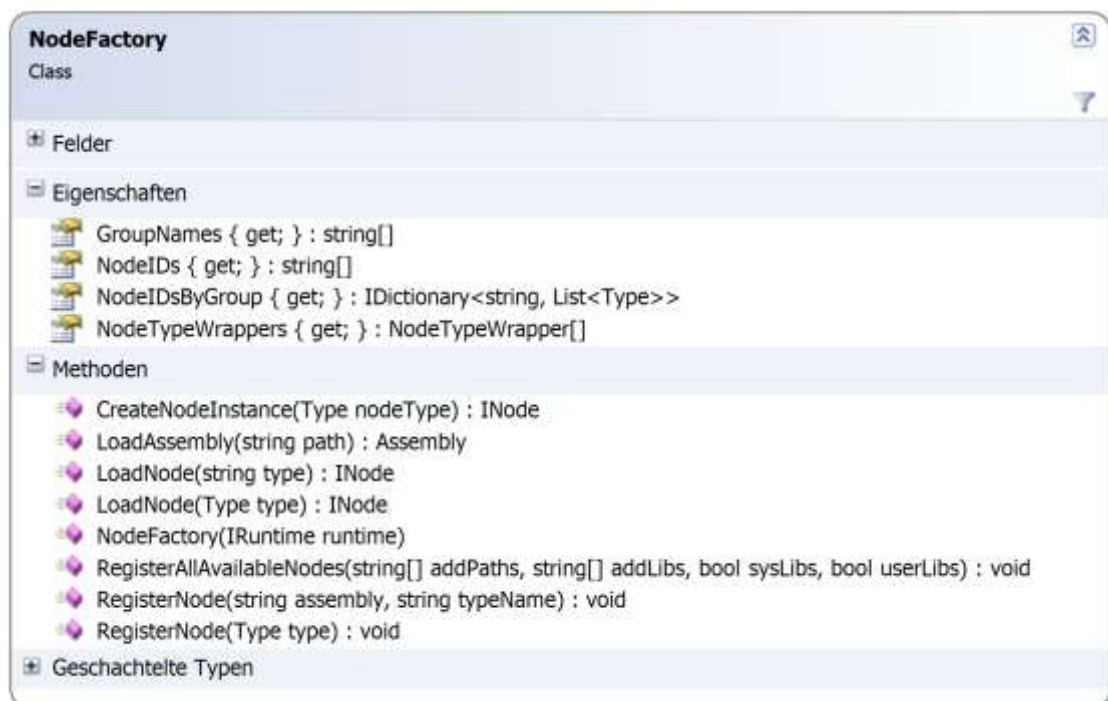 NodeFactory
Class
Felder
Eigenschaften
GroupNames { get; } : string[]
NodeIDs { get; } : string[]
NodeIDsByGroup { get; } : IDictionary<string, List<Type>>
NodeTypeWrappers { get; } : NodeTypeWrapper[]
Methoden
CreateNodeInstance(Type nodeType) : INode
LoadAssembly(string path) : Assembly
LoadNode(string type) : INode
LoadNode(Type type) : INode
NodeFactory(IRuntime runtime)
RegisterAllAvailableNodes(string[] addPaths, string[] addLibs, bool sysLibs, bool userLibs) : void
RegisterNode(string assembly, string typeName) : void
RegisterNode(Type type) : void
Geschachtelte Typen